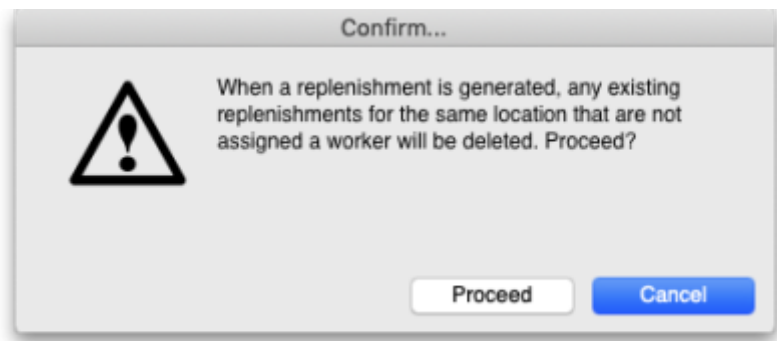 Confirm...
When a replenishment is generated, any existing
replenishments for the same location that are not
assigned a worker will be deleted. Proceed?
Proceed
Cancel